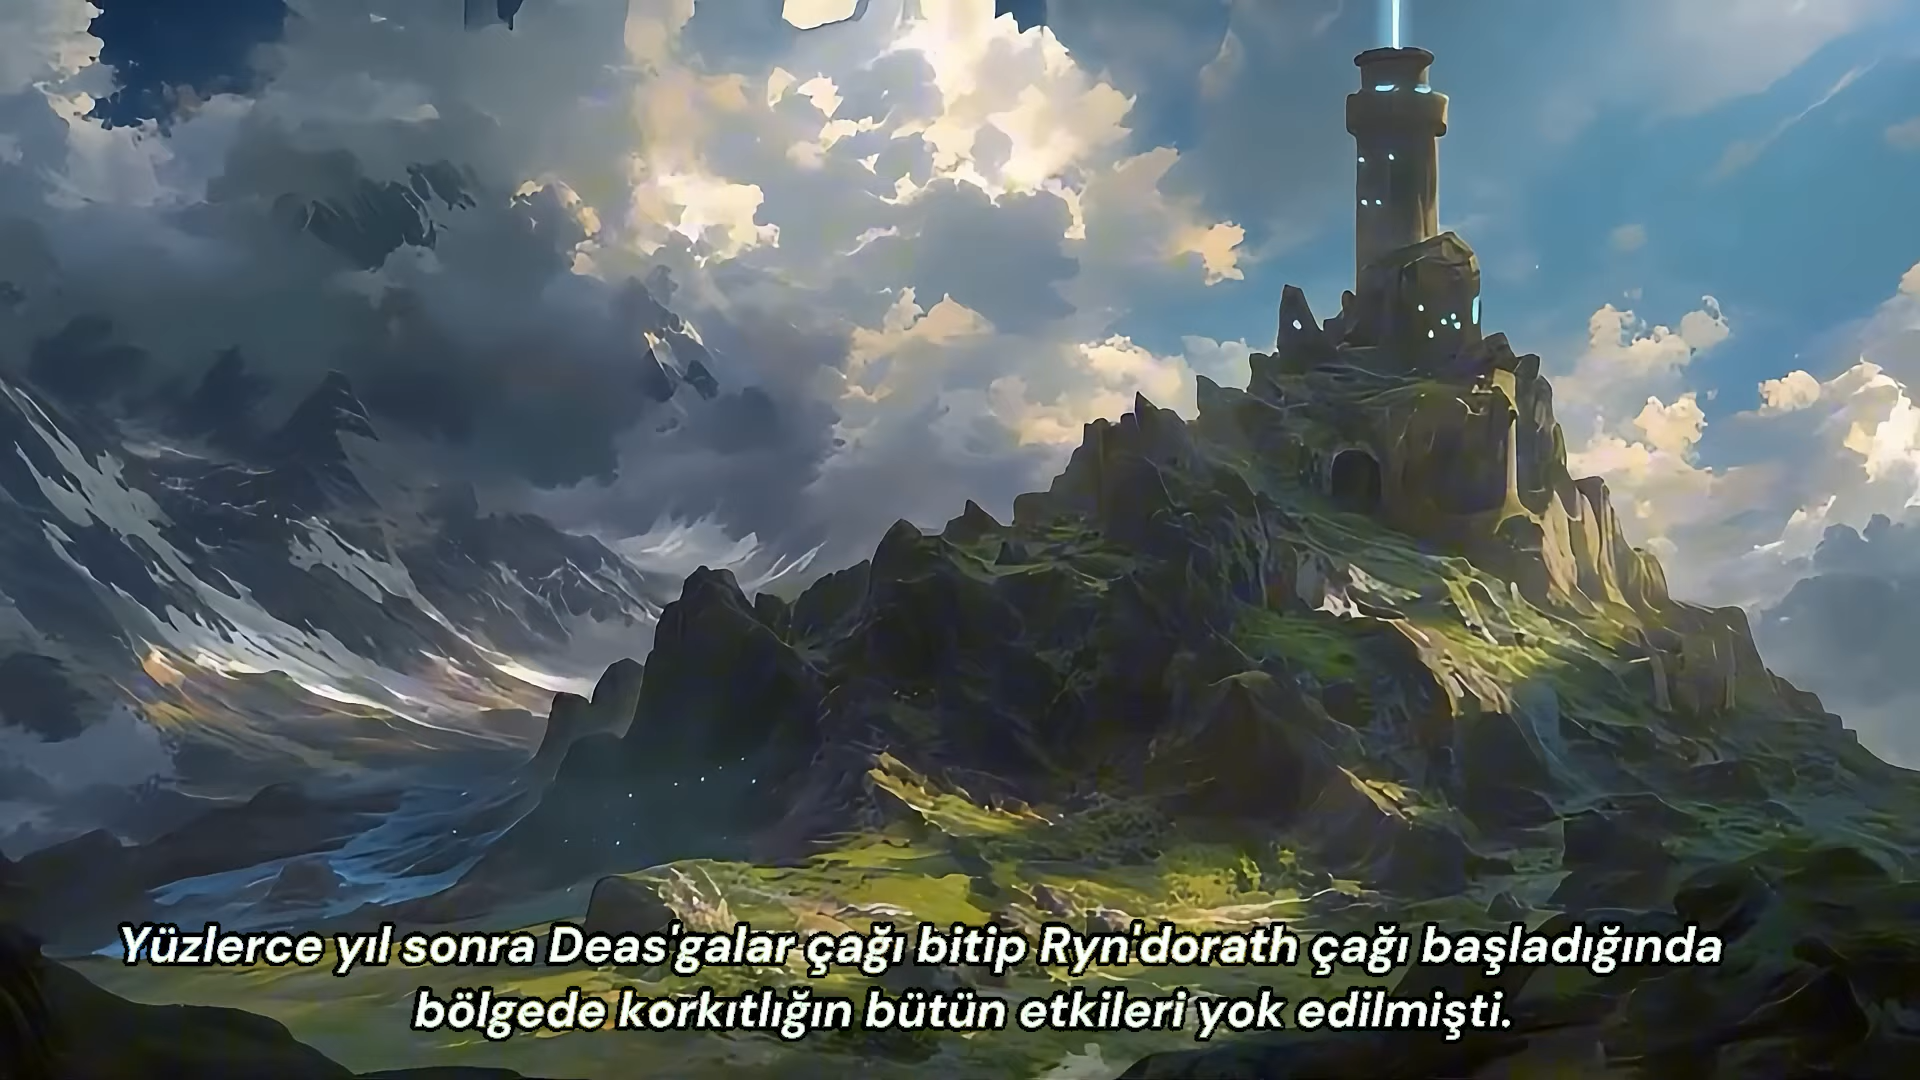 Yüzlerce yıl sonra Deas'galar çağı bitip Ryn'dorath çağı başladığında
bölgede korkıtlığın bütün etkileri yok edilmişti.